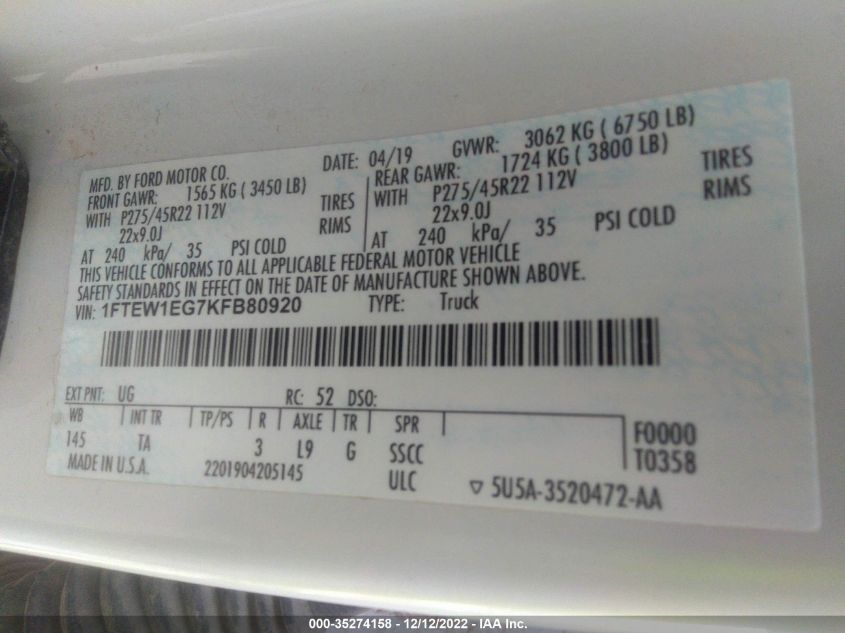 MFD. BY FORD MOTOR CO. DATE: 04/19 GVWR: 3062 KG ( 6750 LB)
FRONT GAWR: 1565 KG ( 3450 LB) REAR GAWR: 1724 KG ( 3800 LB)
WITH P275/45R22 112V TIRES WITH P275/45R22 112V TIRES
22x9.0J RIMS 22x9.0J RIMS
AT 240 kPa/ 35 PSI COLD AT 240 kPa/ 35 PSI COLD
THIS VEHICLE CONFORMS TO ALL APPLICABLE FEDERAL MOTOR VEHICLE
SAFETY STANDARDS IN EFFECT ON THE DATE OF MANUFACTURE SHOWN ABOVE.
VIN: 1FTEW1EG7KFB80920 TYPE: Truck
EXT PNT: UG RC: 52 DSO:
WB INT TR TP/PS R AXLE TR SPR F0000
145 TA 3 L9 G SSCC T0358
MADE IN U.S.A. 2201904205145 ULC 5U5A-3520472-AA
000-35274158 - 12/12/2022 - IAA Inc.